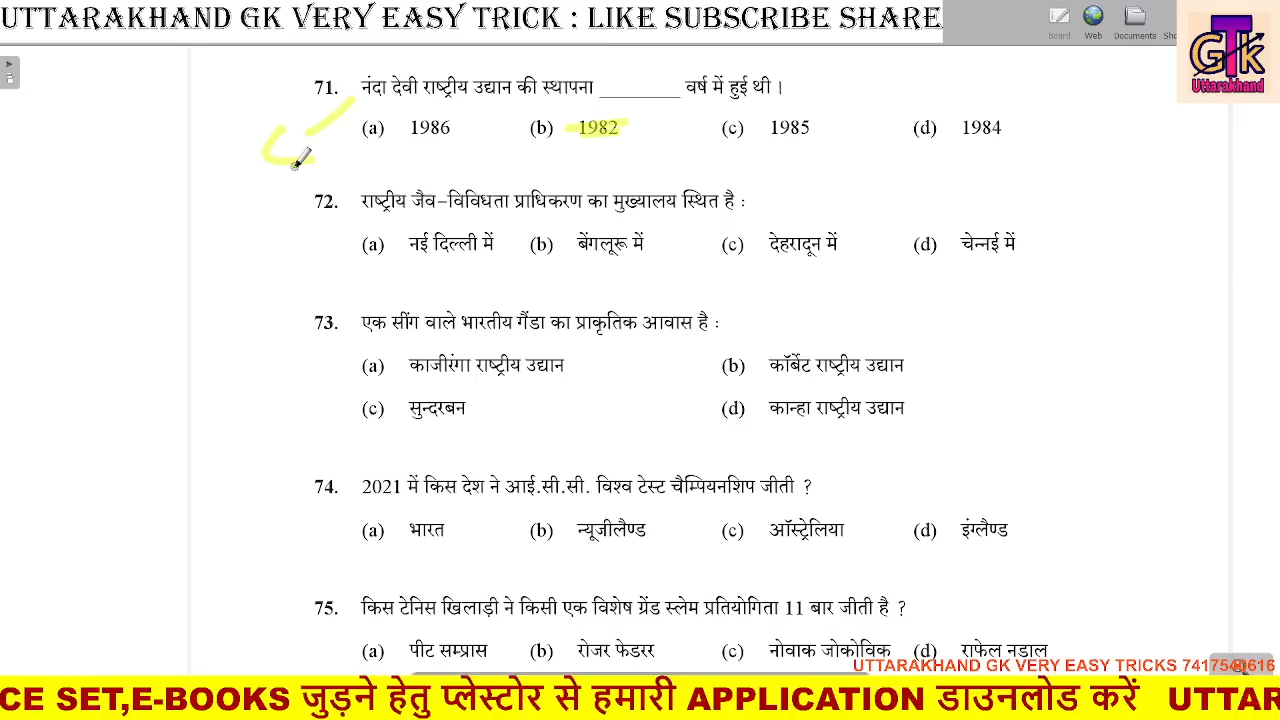 UTTARAKHAND GK VERY EASY TRICK : LIKE SUBSCRIBE SHARE
Board Web Documents Sho
GTK
Uttarakhand
71. नंदा देवी राष्ट्रीय उद्यान की स्थापना ________ वर्ष में हुई थी ।
(a) 1986 (b) 1982 (c) 1985 (d) 1984
72. राष्ट्रीय जैव-विविधता प्राधिकरण का मुख्यालय स्थित है :
(a) नई दिल्ली में (b) बेंगलूरू में (c) देहरादून में (d) चेन्नई में
73. एक सींग वाले भारतीय गैंडा का प्राकृतिक आवास है :
(a) काजीरंगा राष्ट्रीय उद्यान (b) कॉर्बेट राष्ट्रीय उद्यान
(c) सुन्दरबन (d) कान्हा राष्ट्रीय उद्यान
74. 2021 में किस देश ने आई.सी.सी. विश्व टेस्ट चैम्पियनशिप जीती ?
(a) भारत (b) न्यूजीलैण्ड (c) ऑस्ट्रेलिया (d) इंग्लैण्ड
75. किस टेनिस खिलाड़ी ने किसी एक विशेष ग्रेंड स्लेम प्रतियोगिता 11 बार जीती है ?
(a) पीट सम्प्रास (b) रोजर फेडरर (c) नोवाक जोकोविक (d) राफेल नडाल
UTTARAKHAND GK VERY EASY TRICKS 7417540616
CE SET,E-BOOKS जुड़ने हेतु प्लेस्टोर से हमारी APPLICATION डाउनलोड करें UTTAR